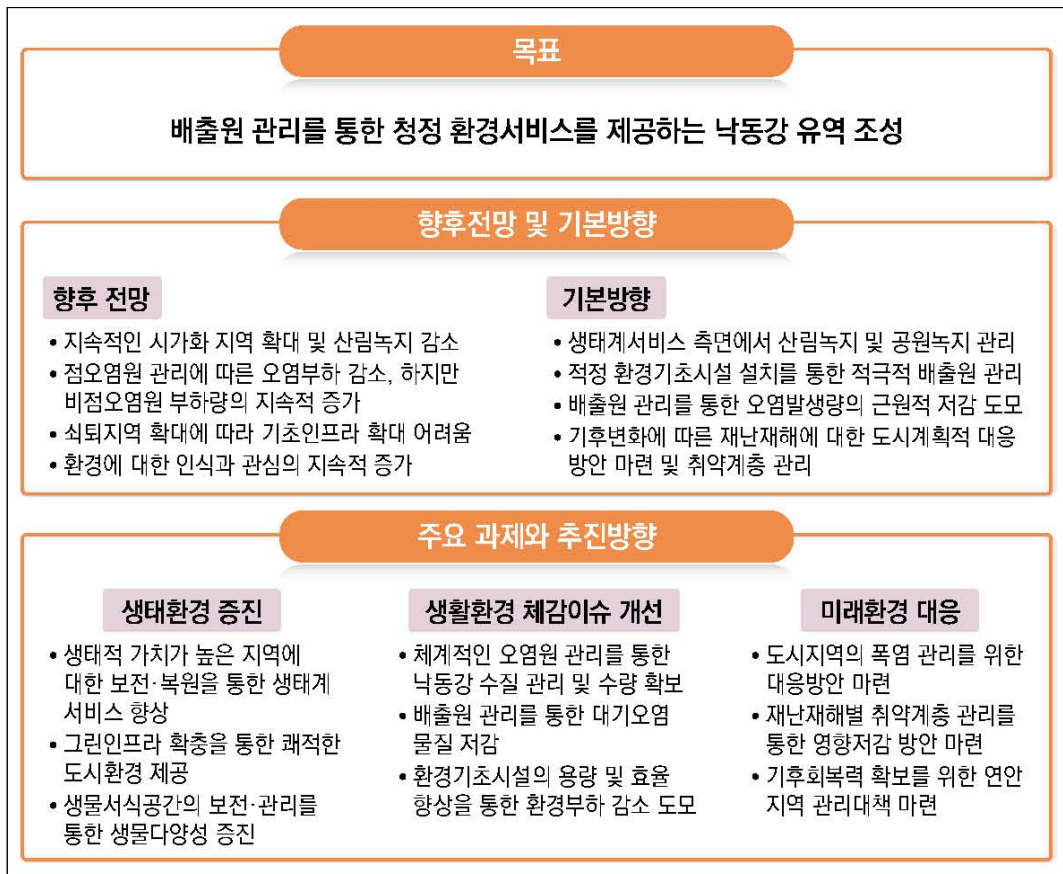 목표
배출원 관리를 통한 청정 환경서비스를 제공하는 낙동강 유역 조성
향후전망 및 기본방향
향후 전망
• 지속적인 시가화 지역 확대 및 산림녹지 감소
• 점오염원 관리에 따른 오염부하 감소, 하지만
비점오염원 부하량의 지속적 증가
• 쇠퇴지역 확대에 따라 기초인프라 확대 어려움
• 환경에 대한 인식과 관심의 지속적 증가
기본방향
• 생태계서비스 측면에서 산림녹지 및 공원녹지 관리
• 적정 환경기초시설 설치를 통한 적극적 배출원 관리
• 배출원 관리를 통한 오염발생량의 근원적 저감 도모
• 기후변화에 따른 재난재해에 대한 도시계획적 대응
방안 마련 및 취약계층 관리
주요 과제와 추진방향
생태환경 증진
• 생태적 가치가 높은 지역에
대한 보전·복원을 통한 생태계
서비스 향상
• 그린인프라 확충을 통한 쾌적한
도시환경 제공
• 생물서식공간의 보전·관리를
통한 생물다양성 증진
생활환경 체감이슈 개선
• 체계적인 오염원 관리를 통한
낙동강 수질 관리 및 수량 확보
• 배출원 관리를 통한 대기오염
물질 저감
• 환경기초시설의 용량 및 효율
향상을 통한 환경부하 감소 도모
미래환경 대응
• 도시지역의 폭염 관리를 위한
대응방안 마련
• 재난재해별 취약계층 관리를
통한 영향저감 방안 마련
• 기후회복력 확보를 위한 연안
지역 관리대책 마련